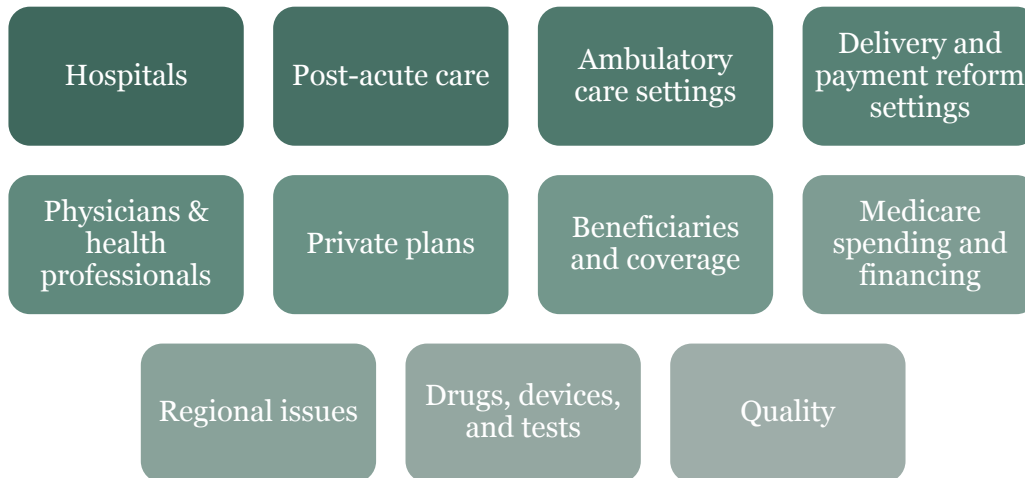 Hospitals
Post-acute care
Ambulatory
care settings
Delivery and
payment reform
settings
Physicians &
health
professionals
Private plans
Beneficiaries
and coverage
Medicare
spending and
financing
Regional issues
Drugs, devices,
and tests
Quality